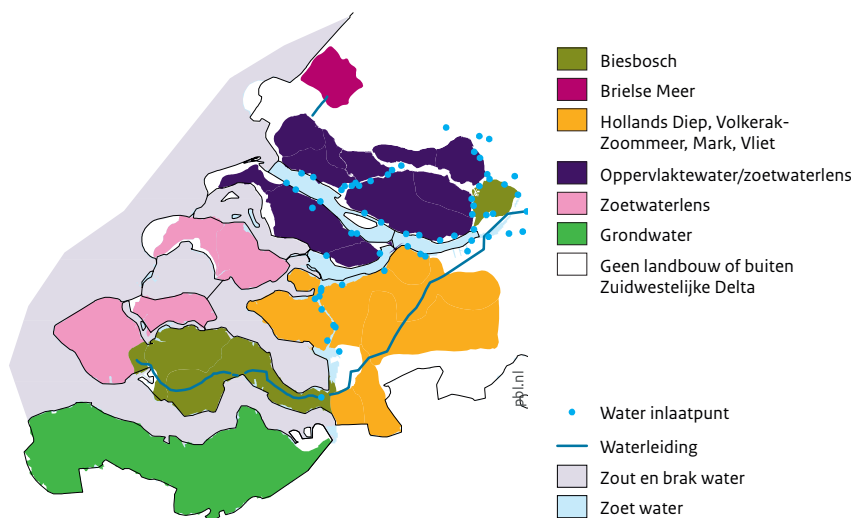 Biesbosch
Brielse Meer
Hollands Diep, Volkerak-
Zoommeer, Mark, Vliet
Oppervlaktewater/zoetwaterlens
Zoetwaterlens
Grondwater
Geen landbouw of buiten
Zuidwestelijke Delta
pbl.nl
Water inlaatpunt
Waterleiding
Zout en brak water
Zoet water